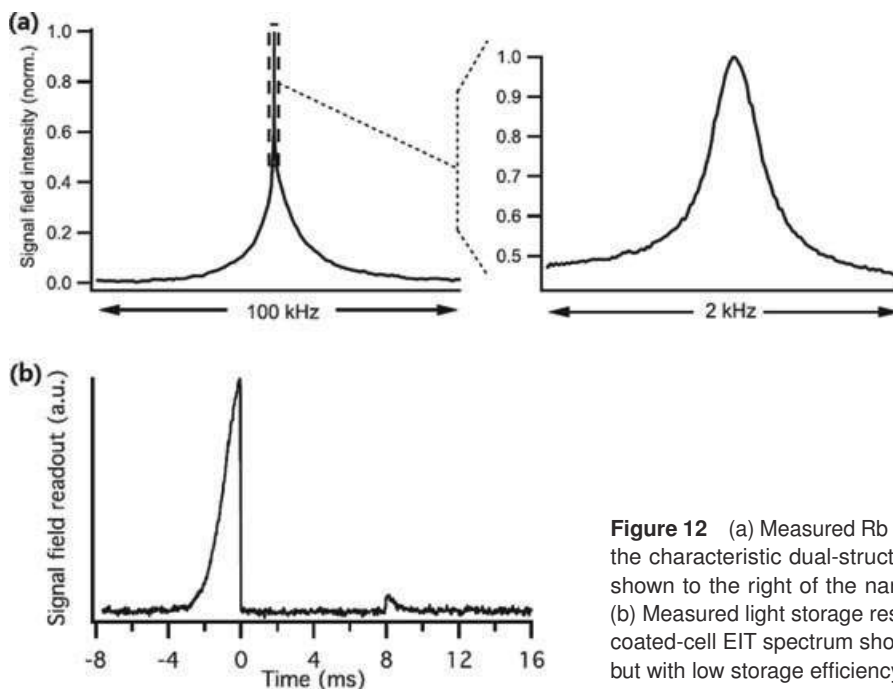 (a)
Signal field intensity (norm.)
1.0
0.8
0.6
0.4
0.2
0.0
100 kHz
1.0
0.9
0.8
0.7
0.6
0.5
2 kHz
(b)
Signal field readout (a.u.)
-8 -4 0 4 8 12 16
Time (ms)
Figure 12 (a) Measured Rb
the characteristic dual-struct
shown to the right of the nar
(b) Measured light storage res
coated-cell EIT spectrum sho
but with low storage efficiency